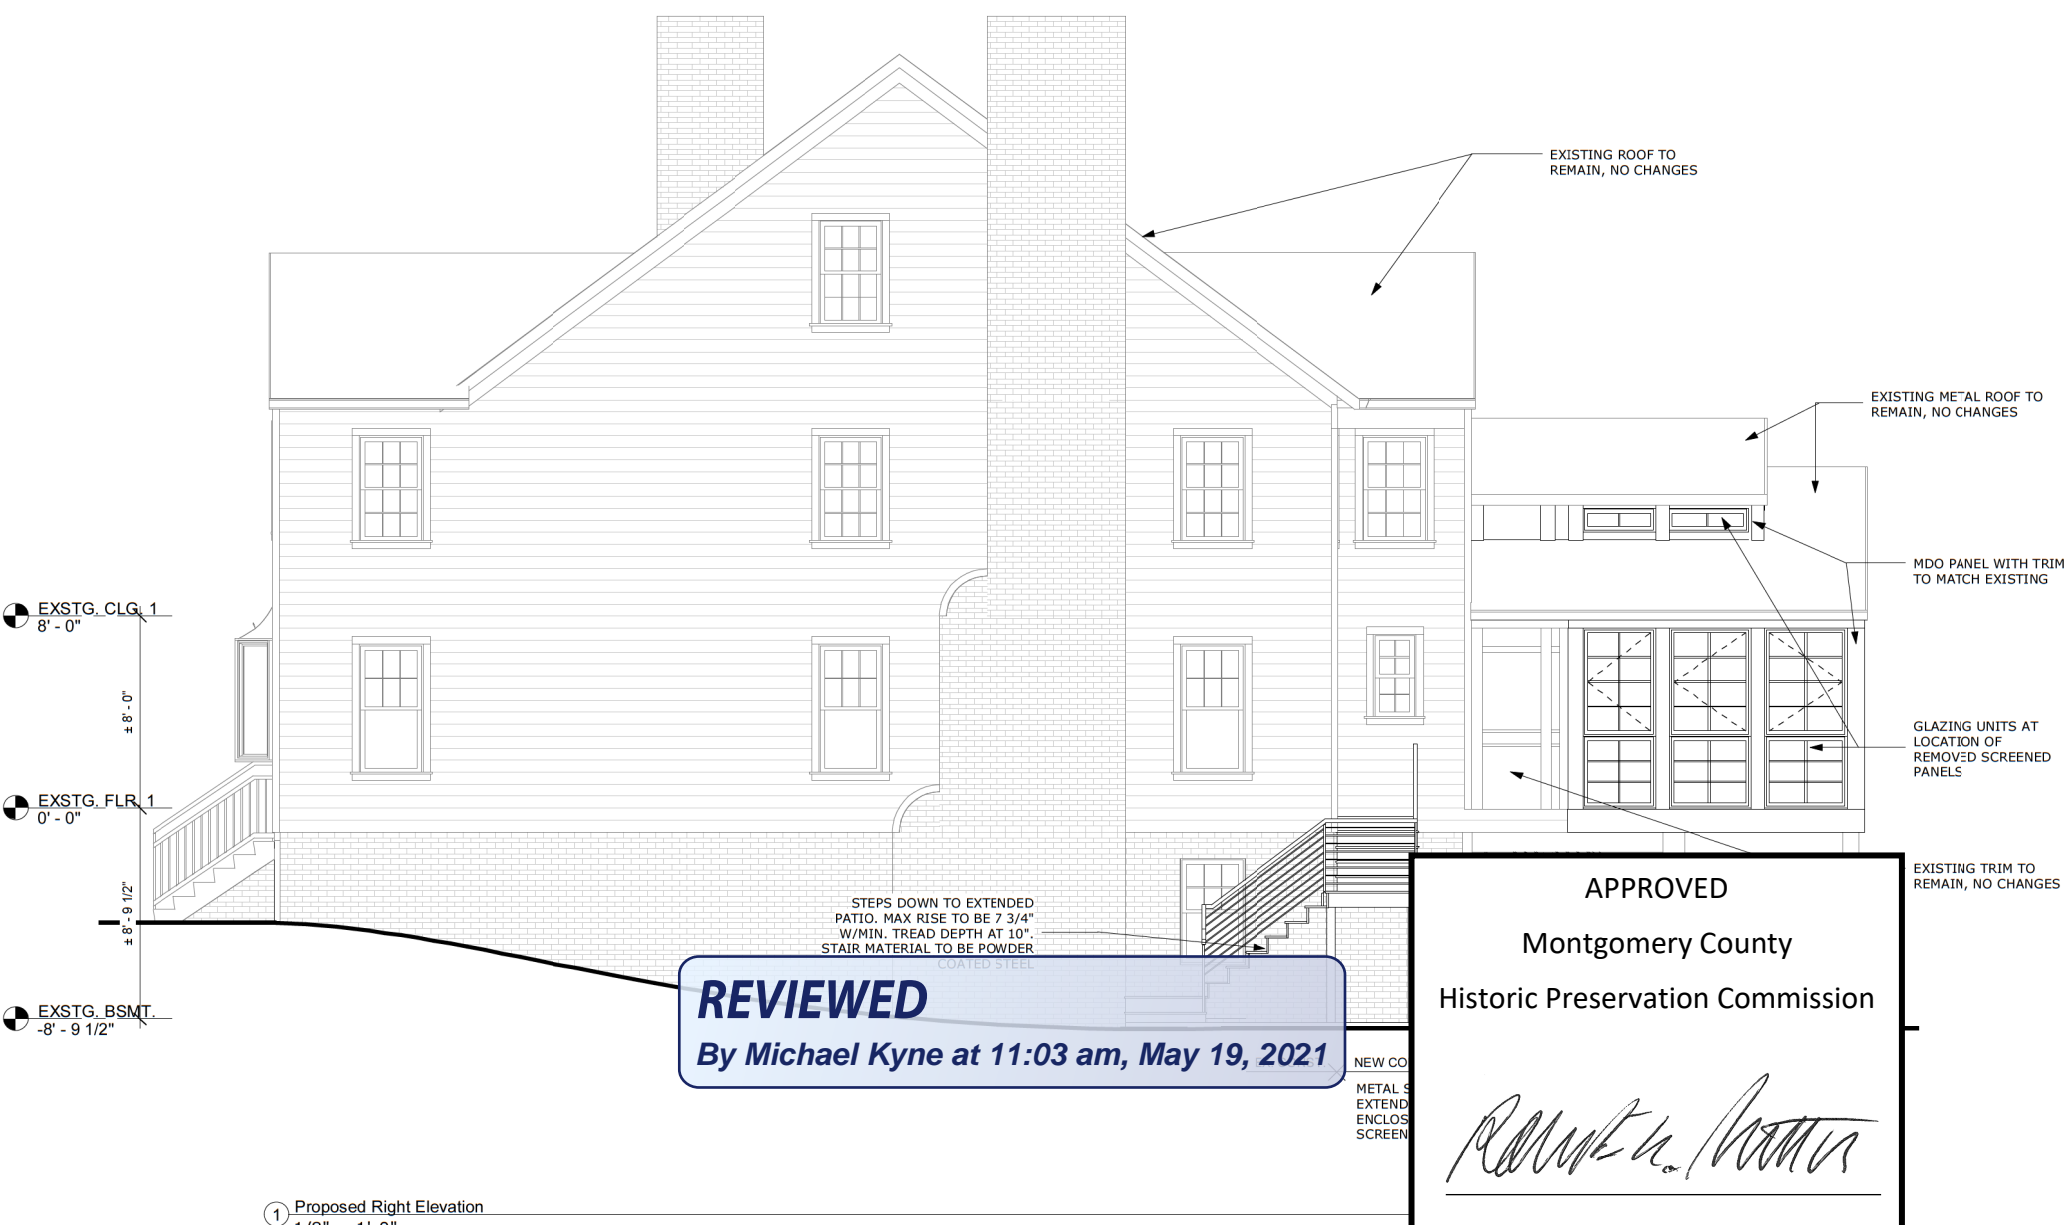 EXISTING ROOF TO
REMAIN, NO CHANGES
EXISTING METAL ROOF TO
REMAIN, NO CHANGES
MDO PANEL WITH TRIM
TO MATCH EXISTING
GLAZING UNITS AT
LOCATION OF
REMOVED SCREENED
PANELS
EXISTING TRIM TO
REMAIN, NO CHANGES
EXSTG. CLG. 1
8' - 0"
± 8' - 0"
EXSTG. FLR. 1
0' - 0"
± 8' - 9 1/2"
EXSTG. BSMT.
-8' - 9 1/2"
STEPS DOWN TO EXTENDED
PATIO. MAX RISE TO BE 7 3/4"
W/MIN. TREAD DEPTH AT 10".
STAIR MATERIAL TO BE POWDER
COATED STEEL
REVIEWED
By Michael Kyne at 11:03 am, May 19, 2021
NEW CO
METAL S
EXTEND
ENCLOS
SCREEN
APPROVED
Montgomery County
Historic Preservation Commission
1 Proposed Right Elevation